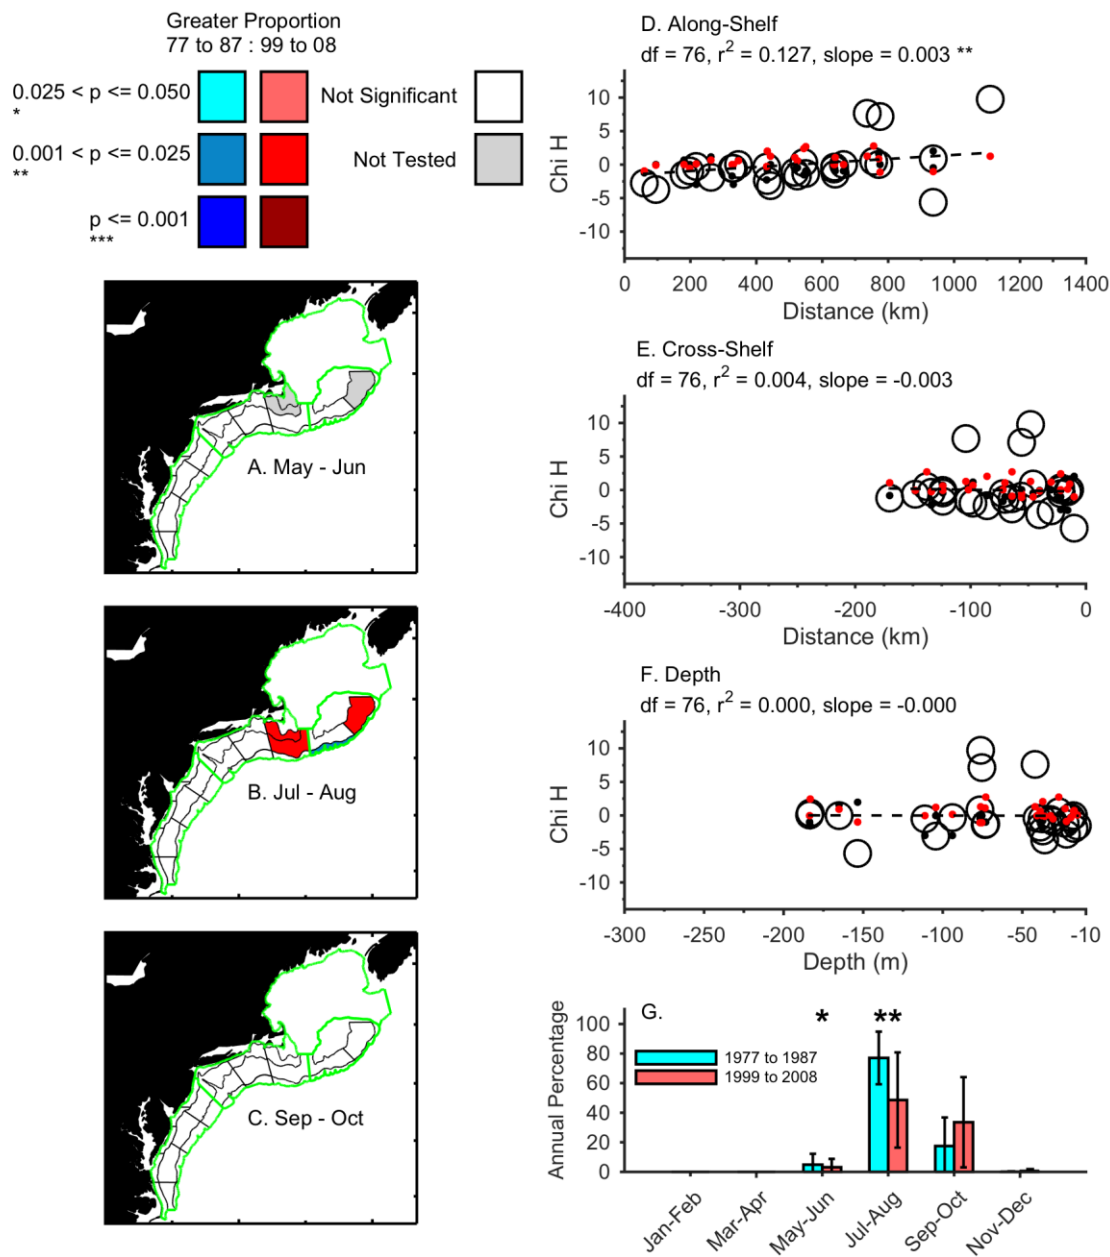 Greater Proportion
77 to 87 : 99 to 08
0.025 < p <= 0.050
*
Not Significant
0.001 < p <= 0.025
**
Not Tested
p <= 0.001
***
A. May - Jun
B. Jul - Aug
C. Sep - Oct
D. Along-Shelf
df = 76, r² = 0.127, slope = 0.003 **
Chi H
10
5
0
-5
-10
0 200 400 600 800 1000 1200 1400
Distance (km)
E. Cross-Shelf
df = 76, r² = 0.004, slope = -0.003
Chi H
10
5
0
-5
-10
-400 -300 -200 -100 0
Distance (km)
F. Depth
df = 76, r² = 0.000, slope = -0.000
Chi H
10
5
0
-5
-10
-300 -250 -200 -150 -100 -50 -10
Depth (m)
G.
* **
Annual Percentage
100
80
60
40
20
0
1977 to 1987
1999 to 2008
Jan-Feb
Mar-Apr
May-Jun
Jul-Aug
Sep-Oct
Nov-Dec